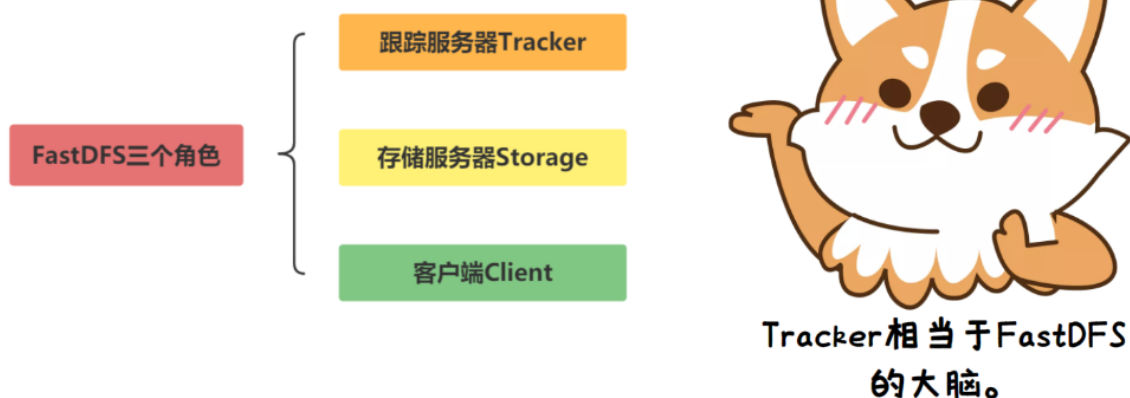 跟踪服务器Tracker
FastDFS三个角色
存储服务器Storage
客户端Client
Tracker相当于FastDFS
的大脑。